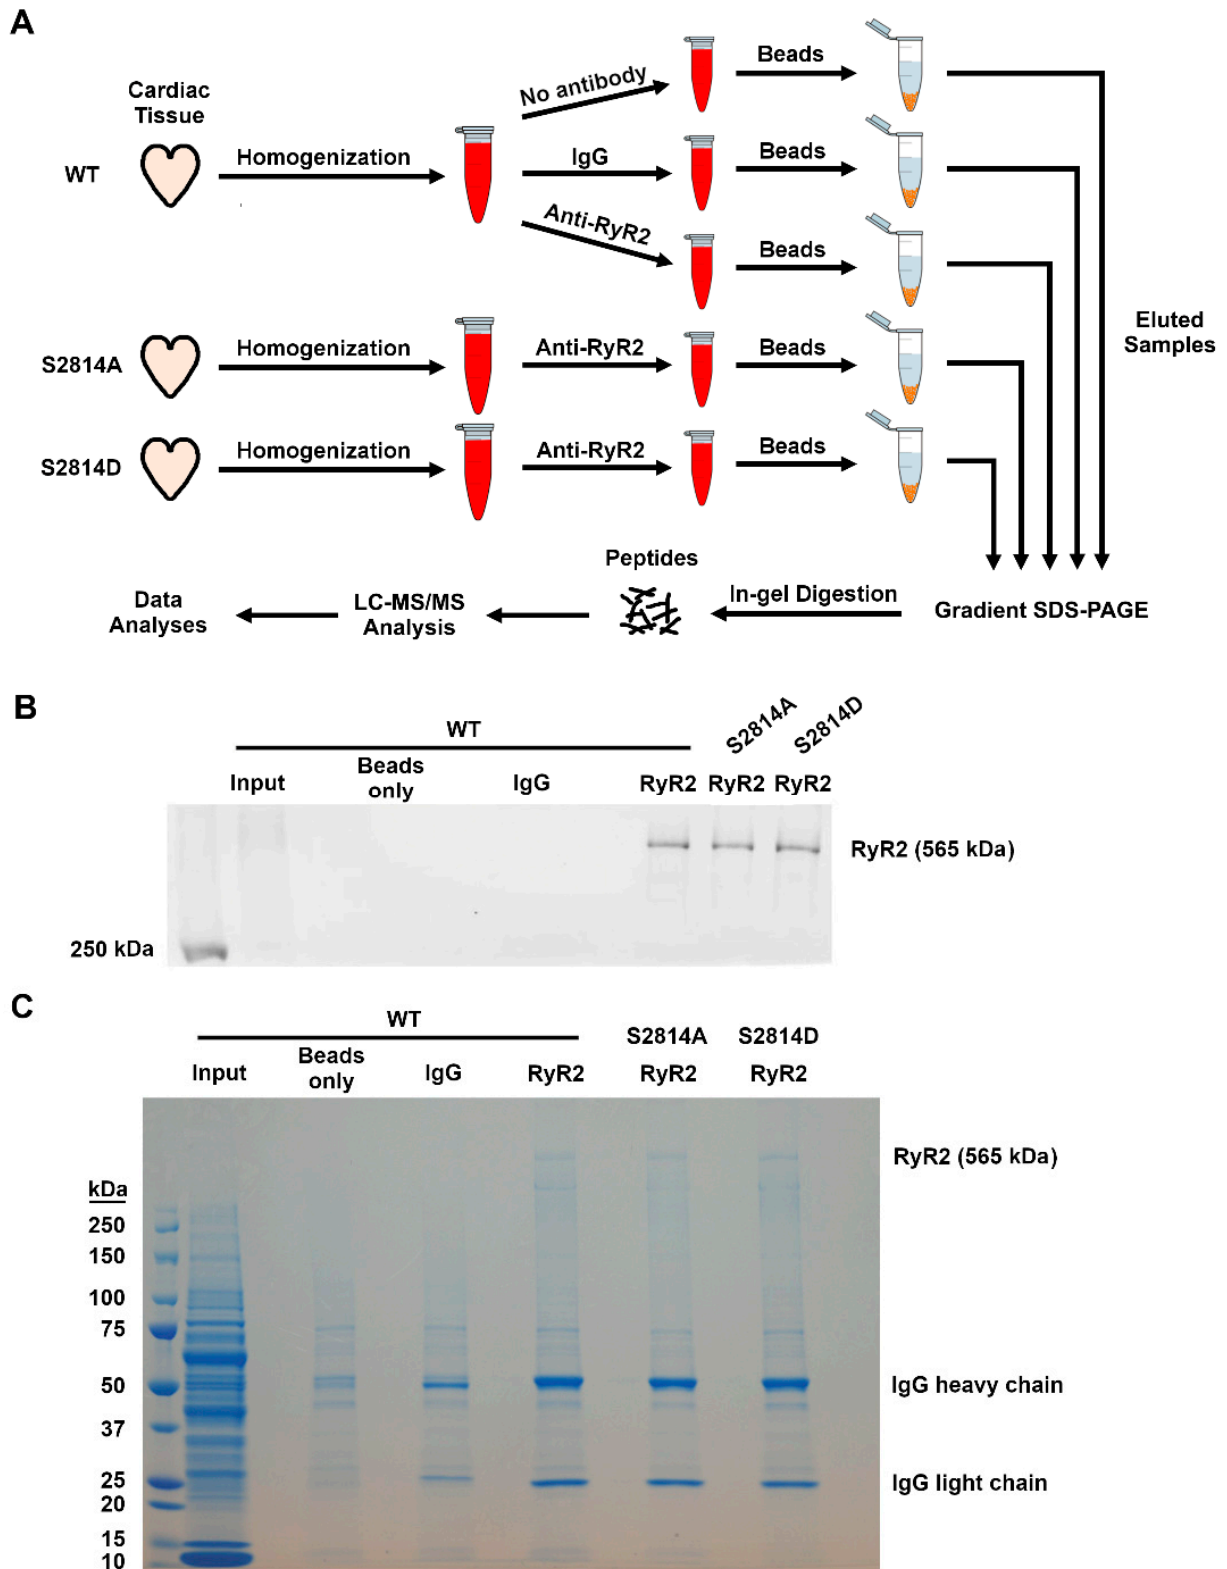 A
Cardiac
Tissue
WT
Homogenization
No antibody
IgG
Anti-RyR2
Beads
Beads
Beads
S2814A
Homogenization
Anti-RyR2
Beads
S2814D
Homogenization
Anti-RyR2
Beads
Eluted
Samples
Gradient SDS-PAGE
In-gel Digestion
Peptides
LC-MS/MS
Analysis
Data
Analyses
B
WT
S2814A
S2814D
Input
Beads
only
IgG
RyR2
RyR2
RyR2
RyR2 (565 kDa)
250 kDa
C
WT
S2814A
S2814D
Input
Beads
only
IgG
RyR2
RyR2
RyR2
RyR2 (565 kDa)
kDa
250
150
100
75
50
IgG heavy chain
37
25
IgG light chain
20
15
10